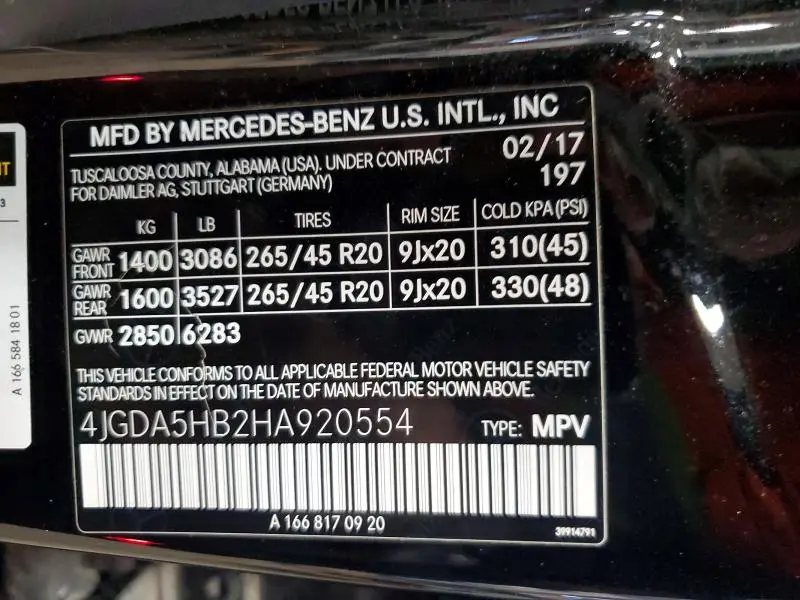 MFD BY MERCEDES-BENZ U.S. INTL., INC
TUSCALOOSA COUNTY, ALABAMA (USA). UNDER CONTRACT
FOR DAIMLER AG, STUTTGART (GERMANY)
02/17
197
KG LB TIRES RIM SIZE COLD KPA (PSI)
GAWR FRONT 1400 3086 265/45 R20 9Jx20 310(45)
GAWR REAR 1600 3527 265/45 R20 9Jx20 330(48)
GVWR 2850 6283
THIS VEHICLE CONFORMS TO ALL APPLICABLE FEDERAL MOTOR VEHICLE SAFETY
STANDARDS IN EFFECT ON THE DATE OF MANUFACTURE SHOWN ABOVE.
4JGDA5HB2HA920554 TYPE: MPV
A 166 817 09 20
39914791
A 166 584 18 01